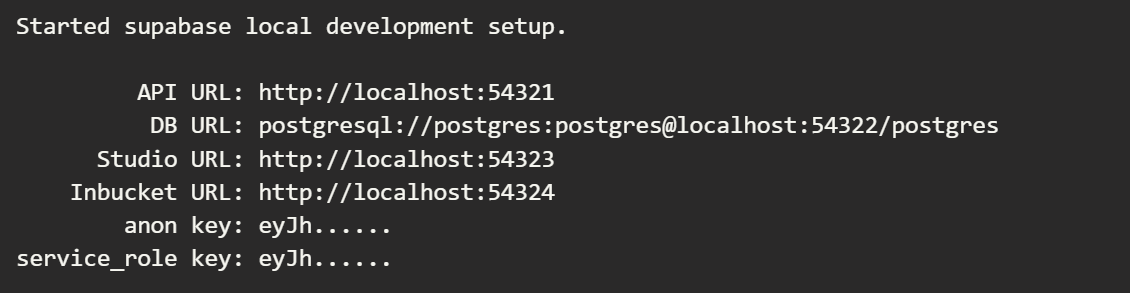 Started supabase local development setup.
API URL: http://localhost:54321
DB URL: postgresql://postgres:postgres@localhost:54322/postgres
Studio URL: http://localhost:54323
Inbucket URL: http://localhost:54324
anon key: eyJh......
service_role key: eyJh......